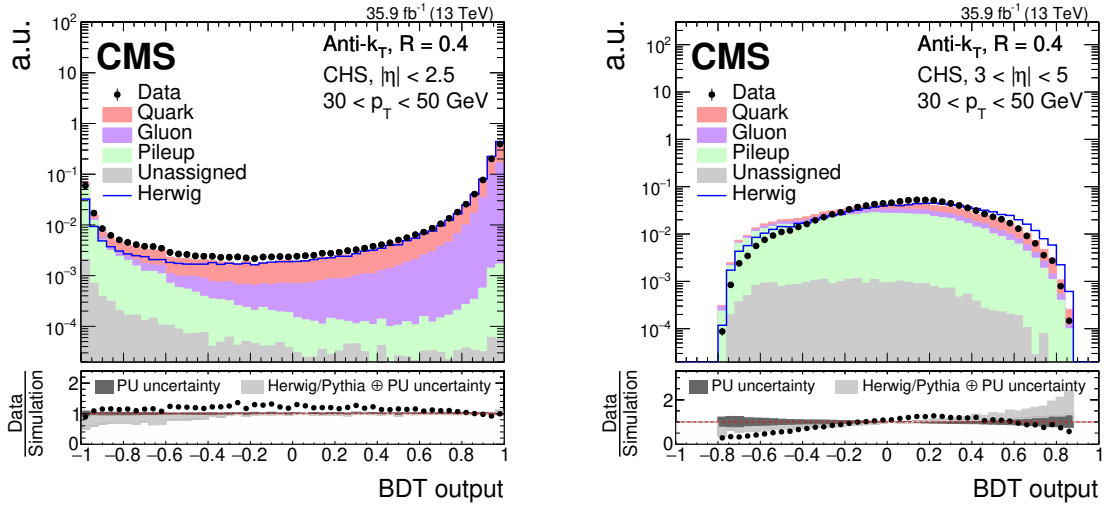 35.9 fb⁻¹ (13 TeV)
a.u.
10²
10
1
10⁻¹
10⁻²
10⁻³
10⁻⁴
CMS
Anti-k_T, R = 0.4
CHS, |η| < 2.5
30 < p_T < 50 GeV
Data
Quark
Gluon
Pileup
Unassigned
Herwig
Data
Simulation
2
1
0
PU uncertainty
Herwig/Pythia ⊕ PU uncertainty
−1 −0.8 −0.6 −0.4 −0.2 0 0.2 0.4 0.6 0.8 1
BDT output
35.9 fb⁻¹ (13 TeV)
a.u.
10²
10
1
10⁻¹
10⁻²
10⁻³
10⁻⁴
CMS
Anti-k_T, R = 0.4
CHS, 3 < |η| < 5
30 < p_T < 50 GeV
Data
Quark
Gluon
Pileup
Unassigned
Herwig
Data
Simulation
2
1
0
PU uncertainty
Herwig/Pythia ⊕ PU uncertainty
−1 −0.8 −0.6 −0.4 −0.2 0 0.2 0.4 0.6 0.8 1
BDT output